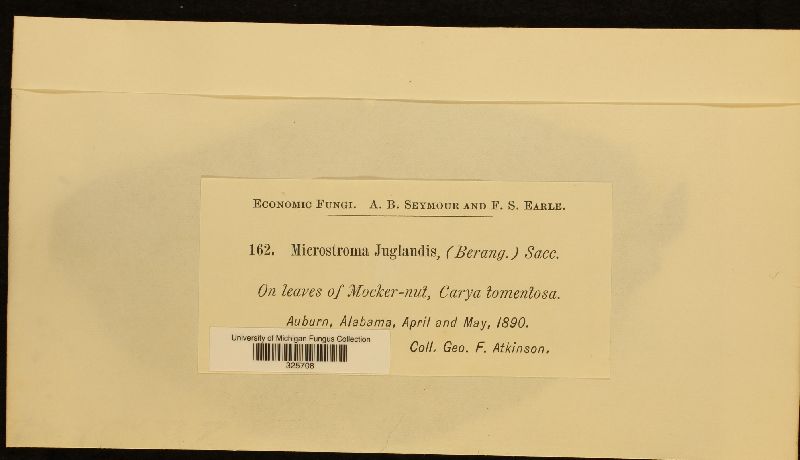 Economic Fungi. A. B. Seymour and F. S. Earle.
162. Microstroma Juglandis, (Berang.) Sacc.
On leaves of Mocker-nut, Carya tomentosa.
Auburn, Alabama, April and May, 1890.
Coll. Geo. F. Atkinson.
University of Michigan Fungus Collection
325708